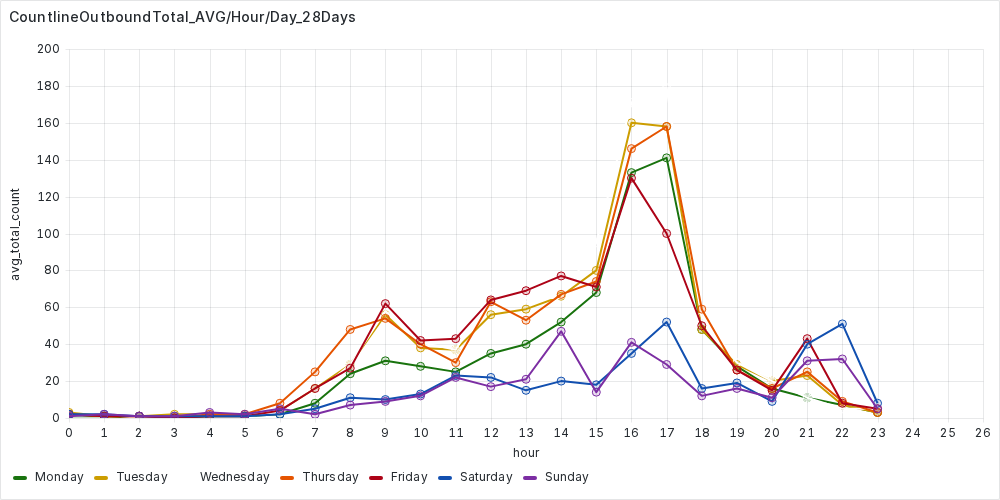 CountlineOutboundTotal_AVG/Hour/Day_28Days
200
180
160
140
120
100
80
60
40
20
0
avg_total_count
0 1 2 3 4 5 6 7 8 9 10 11 12 13 14 15 16 17 18 19 20 21 22 23 24 25 26
hour
Monday Tuesday Wednesday Thursday Friday Saturday Sunday